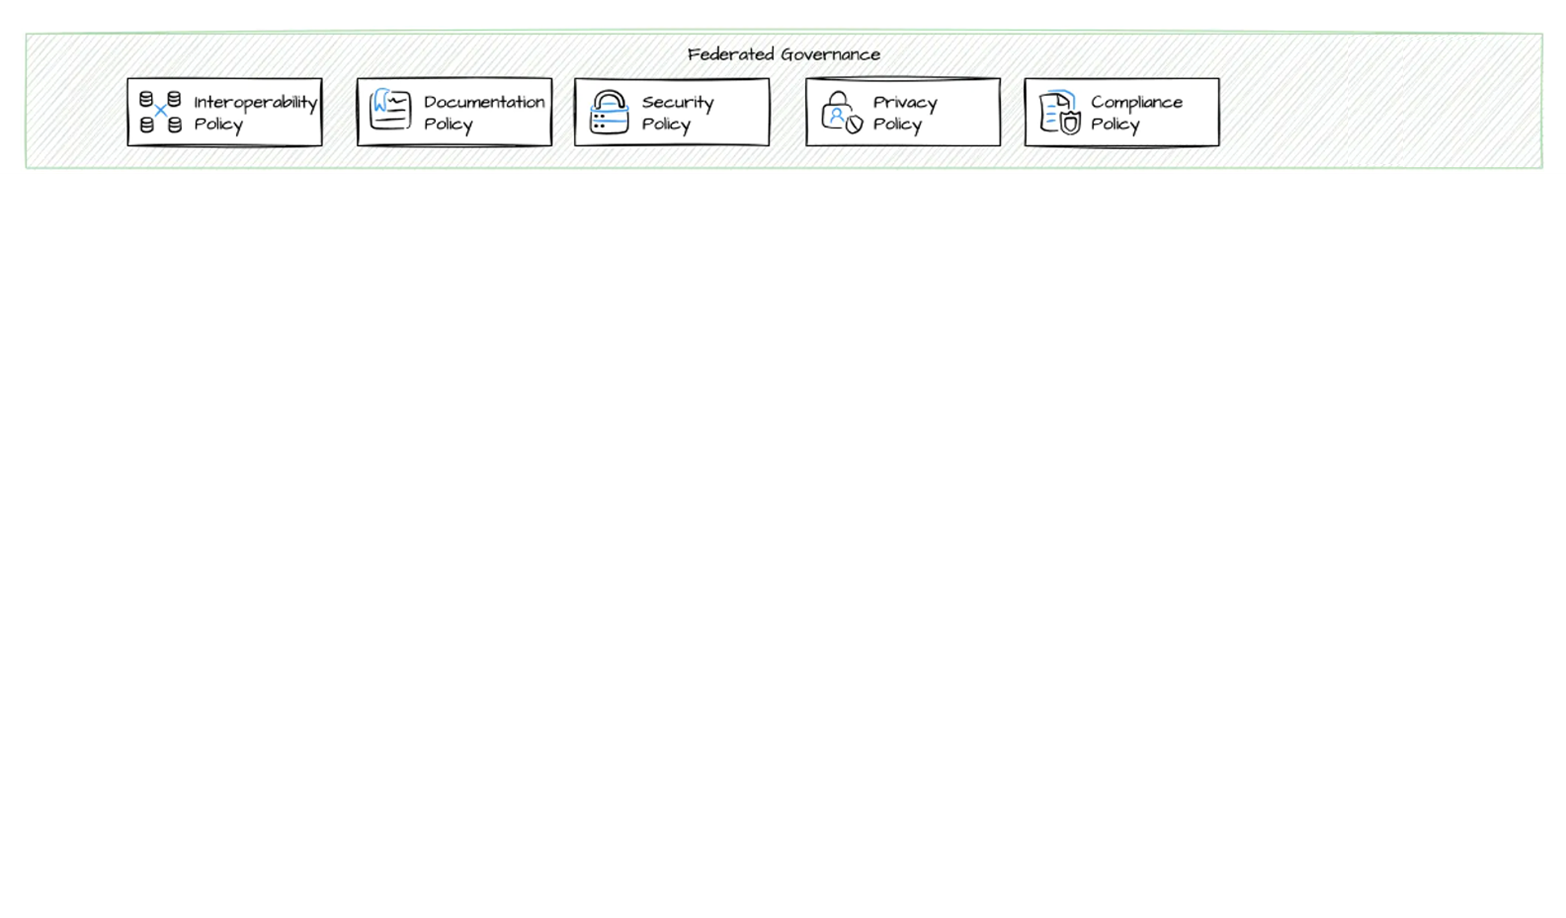 Federated Governance
Interoperability
Policy
Documentation
Policy
Security
Policy
Privacy
Policy
Compliance
Policy